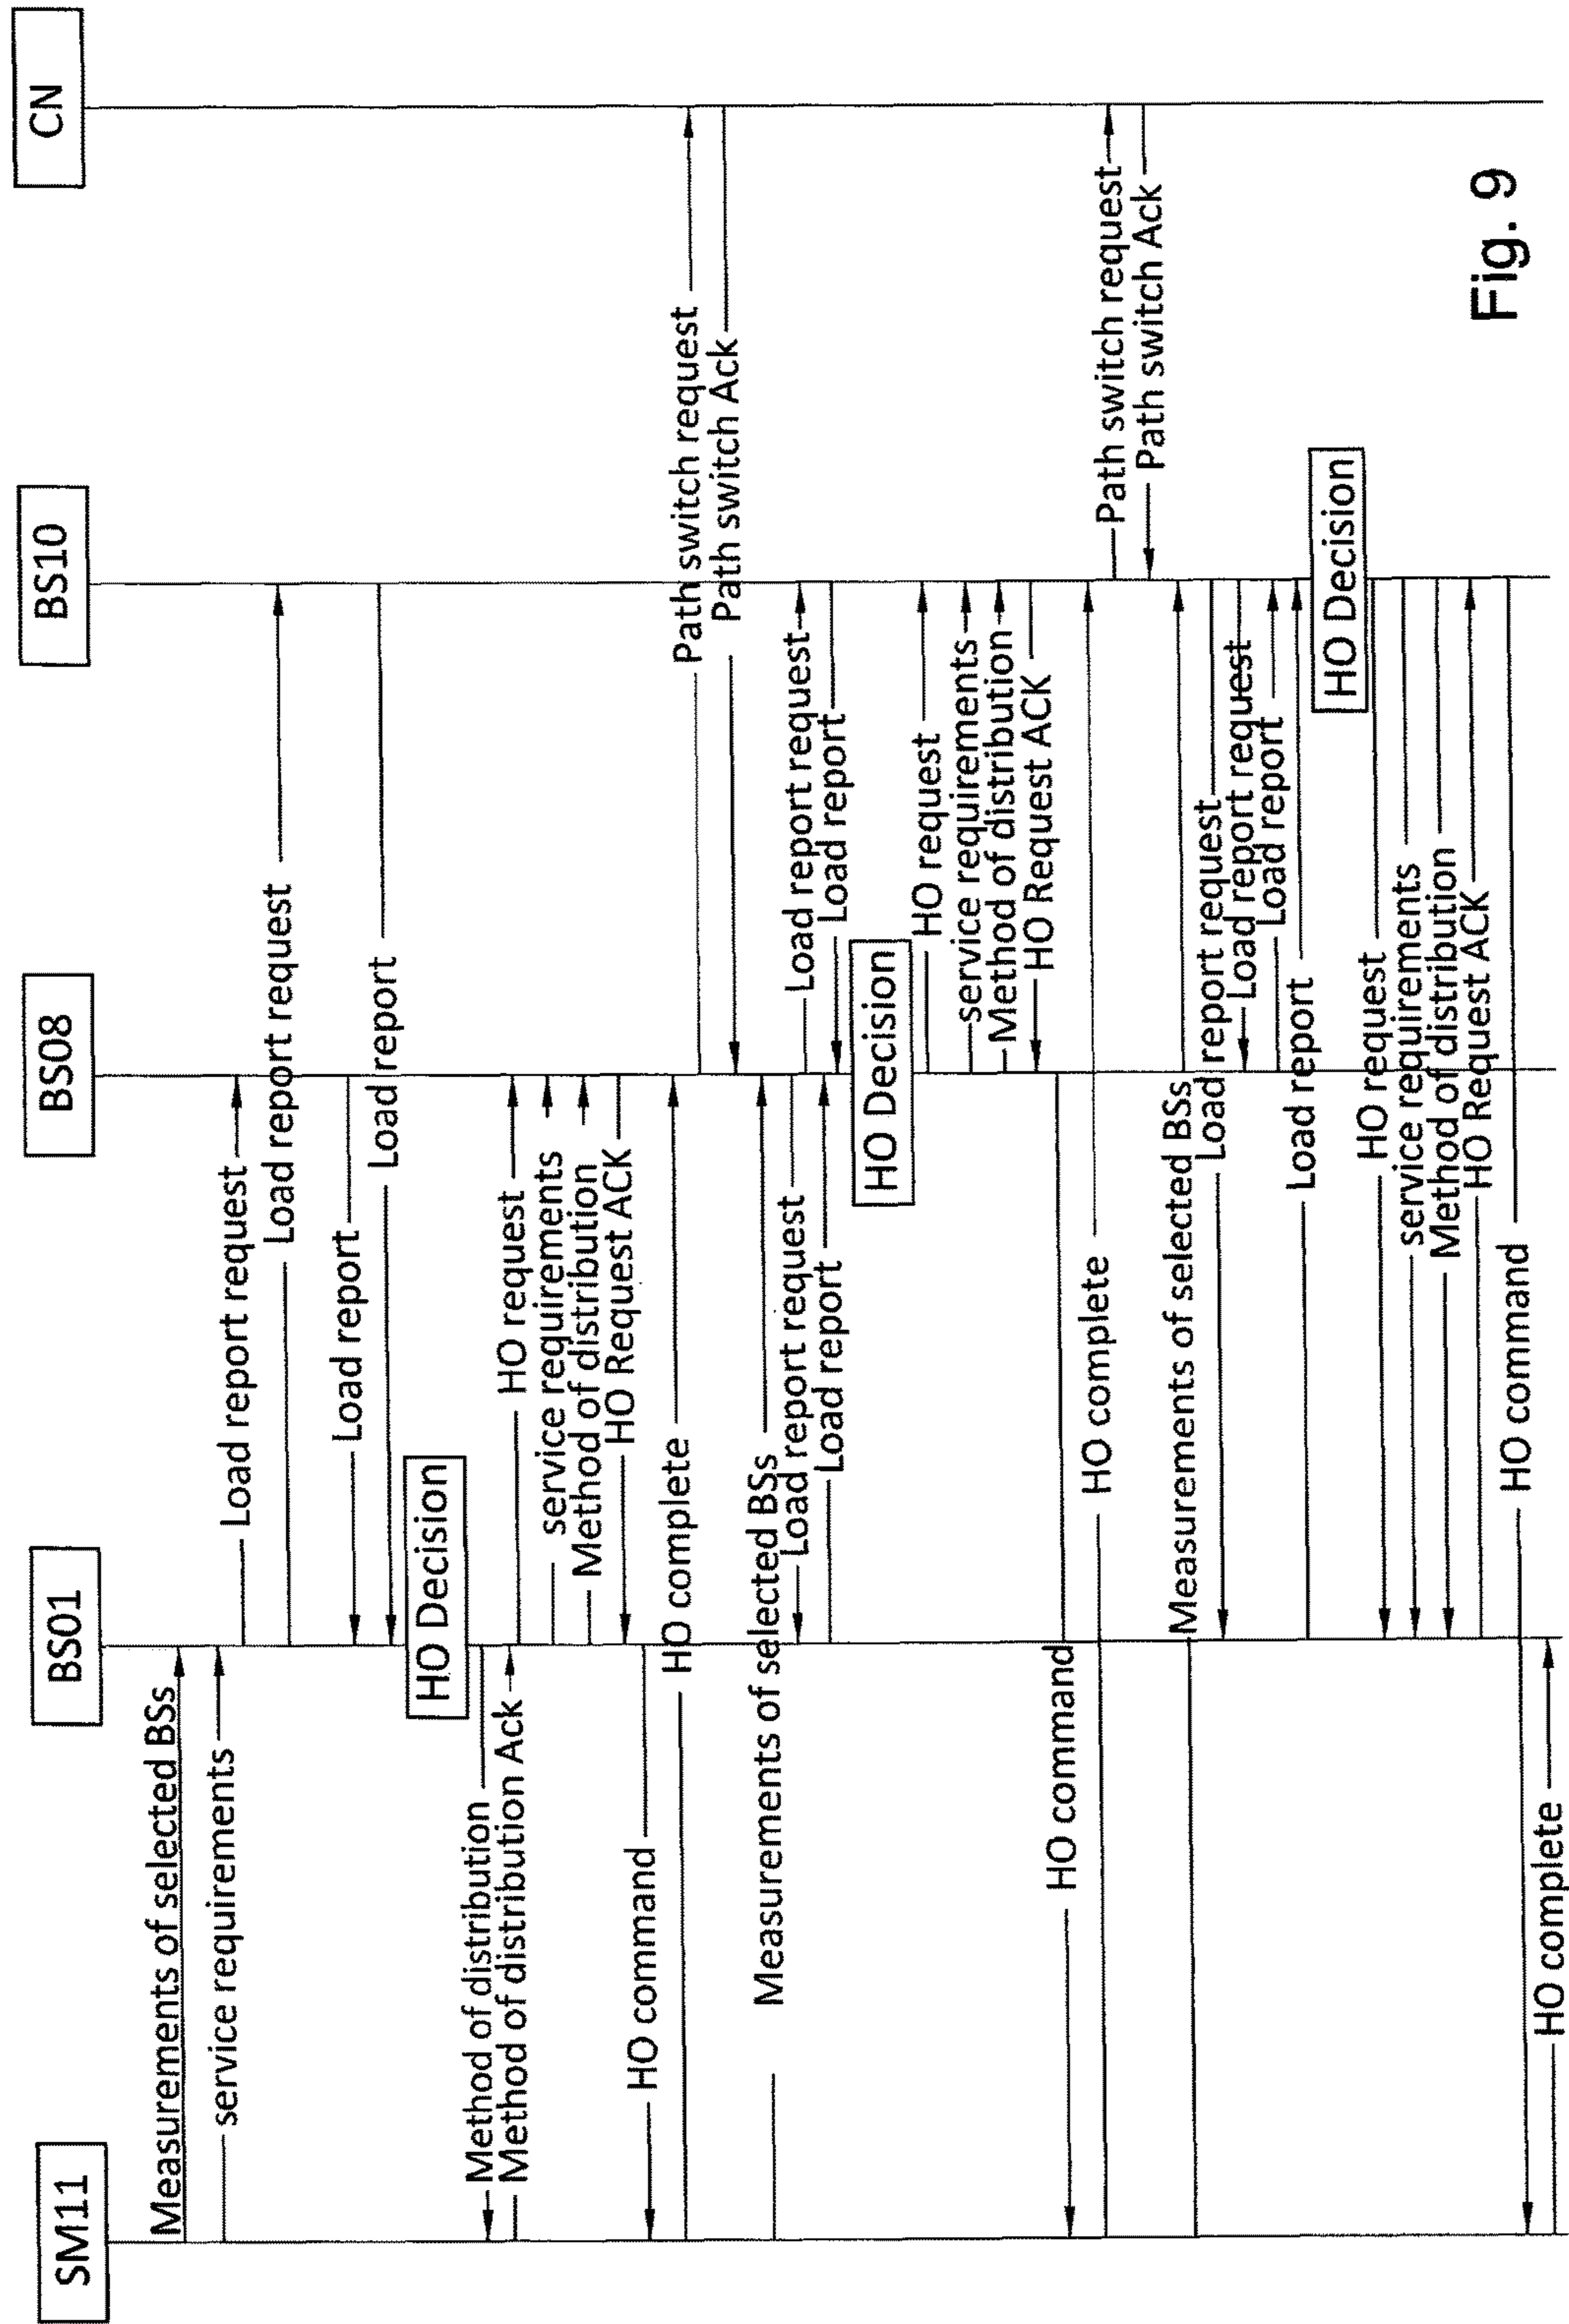 SM11
BS01
BS08
BS10
CN
Measurements of selected BSs
service requirements
Load report request
Load report request
Load report
Load report
HO Decision
Method of distribution
Method of distribution Ack
HO request
service requirements
Method of distribution
HO Request ACK
HO command
HO complete
Path switch request
Path switch Ack
Measurements of selected BSs
Load report request
Load report
Load report request
Load report
HO Decision
HO request
service requirements
Method of distribution
HO Request ACK
HO command
HO complete
Path switch request
Path switch Ack
Measurements of selected BSs
Load report request
Load report request
Load report
Load report
HO Decision
HO request
service requirements
Method of distribution
HO Request ACK
HO command
HO complete
Fig. 9